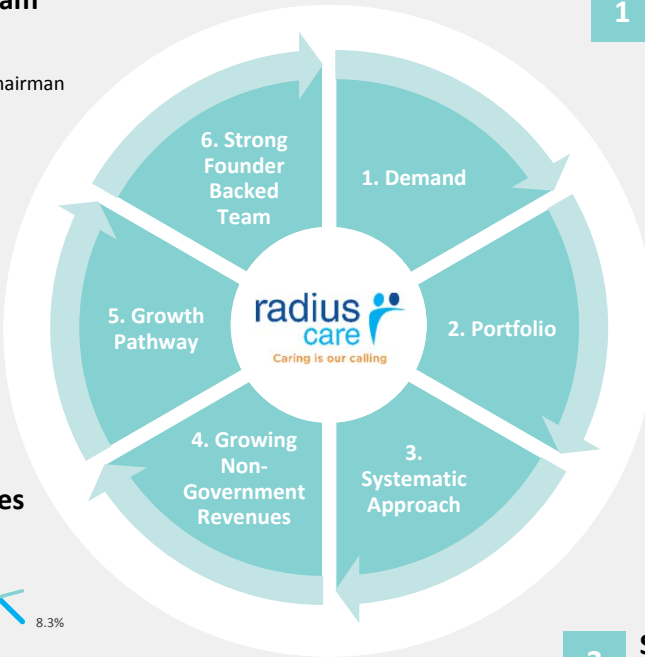 am
1
hairman
6. Strong
Founder
Backed
Team
1. Demand
radius
care
Caring is our calling
5. Growth
Pathway
2. Portfolio
4. Growing
Non-
Government
Revenues
3.
Systematic
Approach
es
8.3%